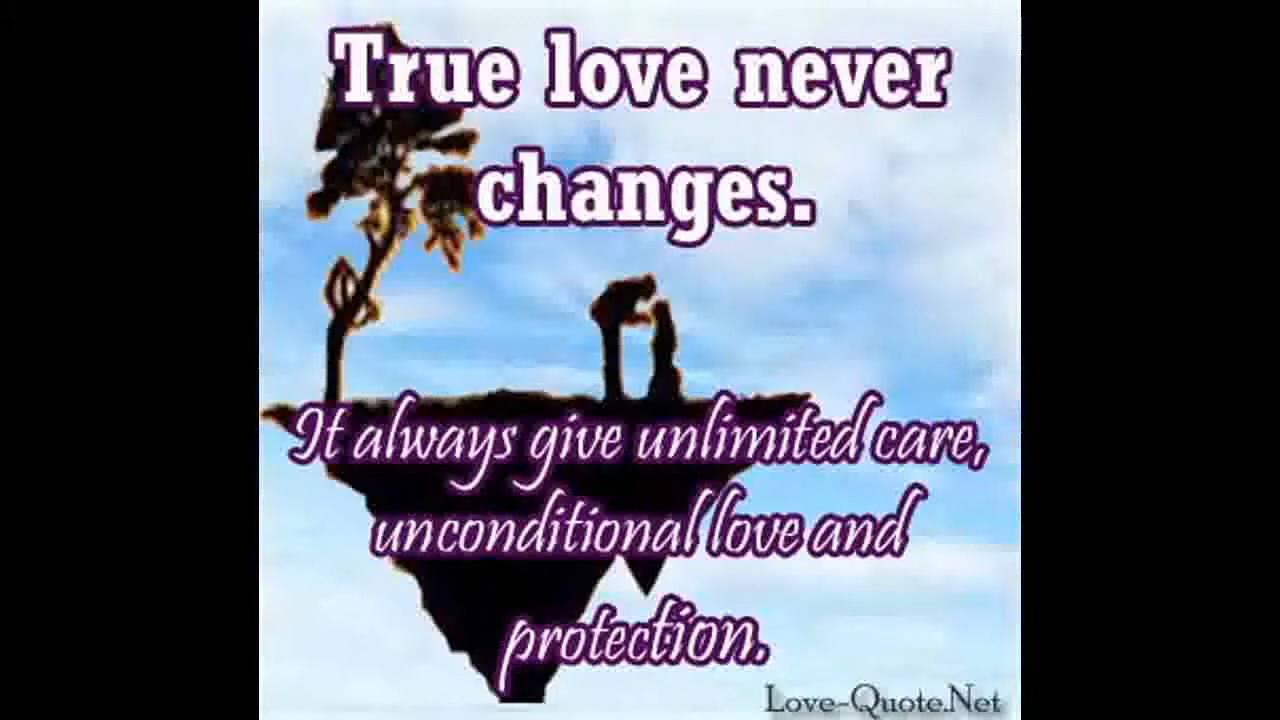 True love never
changes.
It always give unlimited care,
unconditional love and
protection.
Love-Quote.Net